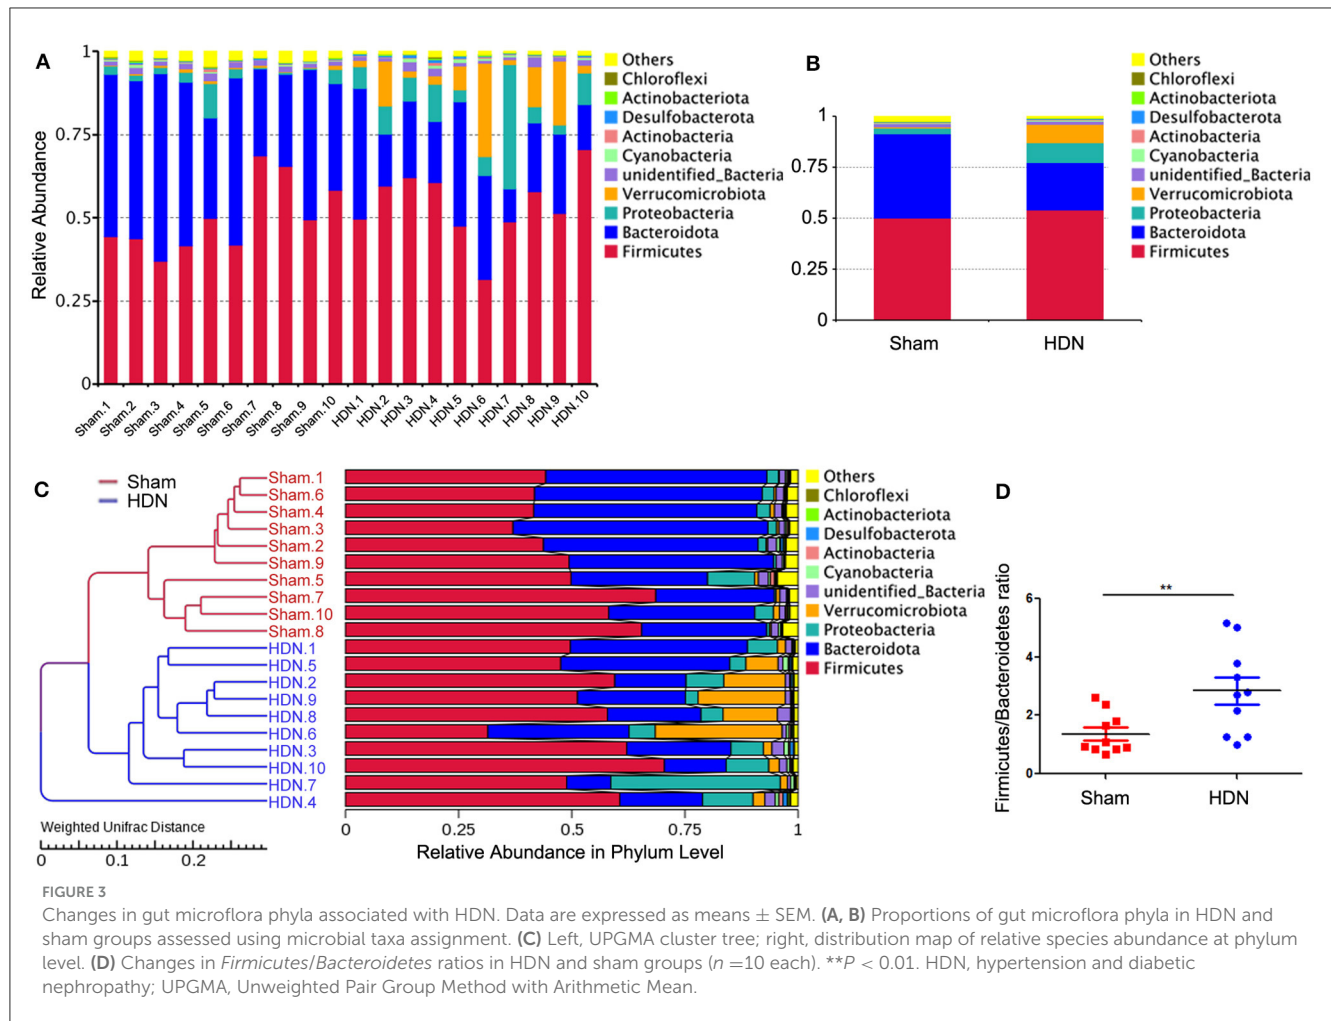 A
1
0.75
0.5
0.25
0
Relative Abundance
Sham.1
Sham.2
Sham.3
Sham.4
Sham.5
Sham.6
Sham.7
Sham.8
Sham.9
Sham.10
HDN.1
HDN.2
HDN.3
HDN.4
HDN.5
HDN.6
HDN.7
HDN.8
HDN.9
HDN.10
Others
Chloroflexi
Actinobacteriota
Desulfobacterota
Actinobacteria
Cyanobacteria
unidentified_Bacteria
Verrucomicrobiota
Proteobacteria
Bacteroidota
Firmicutes
B
1
0.75
0.5
0.25
0
Sham
HDN
Others
Chloroflexi
Actinobacteriota
Desulfobacterota
Actinobacteria
Cyanobacteria
unidentified_Bacteria
Verrucomicrobiota
Proteobacteria
Bacteroidota
Firmicutes
C
Sham
HDN
Sham.1
Sham.6
Sham.4
Sham.3
Sham.2
Sham.9
Sham.5
Sham.7
Sham.10
Sham.8
HDN.1
HDN.5
HDN.2
HDN.9
HDN.8
HDN.6
HDN.3
HDN.10
HDN.7
HDN.4
Weighted Unifrac Distance
0
0.1
0.2
0
0.25
0.5
0.75
1
Relative Abundance in Phylum Level
Others
Chloroflexi
Actinobacteriota
Desulfobacterota
Actinobacteria
Cyanobacteria
unidentified_Bacteria
Verrucomicrobiota
Proteobacteria
Bacteroidota
Firmicutes
D
Firmicutes/Bacteroidetes ratio
6
4
2
0
**
Sham
HDN
FIGURE 3
Changes in gut microflora phyla associated with HDN. Data are expressed as means ± SEM. (A, B) Proportions of gut microflora phyla in HDN and
sham groups assessed using microbial taxa assignment. (C) Left, UPGMA cluster tree; right, distribution map of relative species abundance at phylum
level. (D) Changes in Firmicutes/Bacteroidetes ratios in HDN and sham groups (n =10 each). **P < 0.01. HDN, hypertension and diabetic
nephropathy; UPGMA, Unweighted Pair Group Method with Arithmetic Mean.